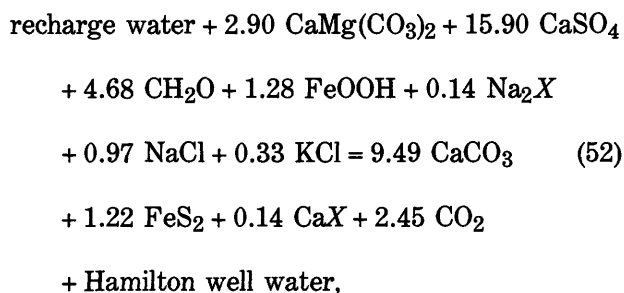 recharge water + 2.90 CaMg(CO₃)₂ + 15.90 CaSO₄
+ 4.68 CH₂O + 1.28 FeOOH + 0.14 Na₂X
+ 0.97 NaCl + 0.33 KCl = 9.49 CaCO₃ (52)
+ 1.22 FeS₂ + 0.14 CaX + 2.45 CO₂
+ Hamilton well water,